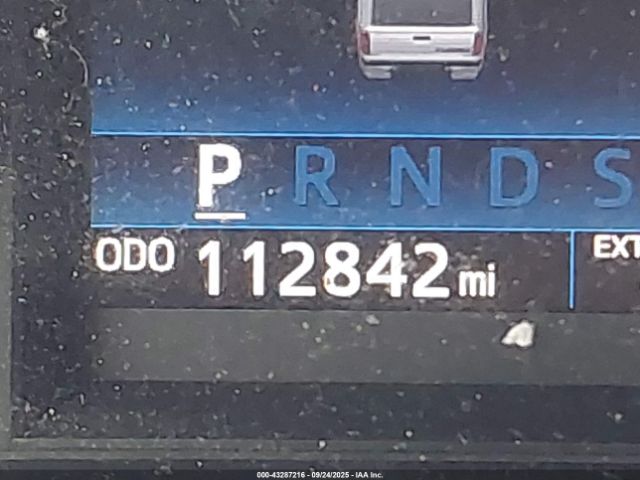 P R N D S
ODO 112842 mi EXT
000-43287216 - 09/24/2025 - IAA Inc.